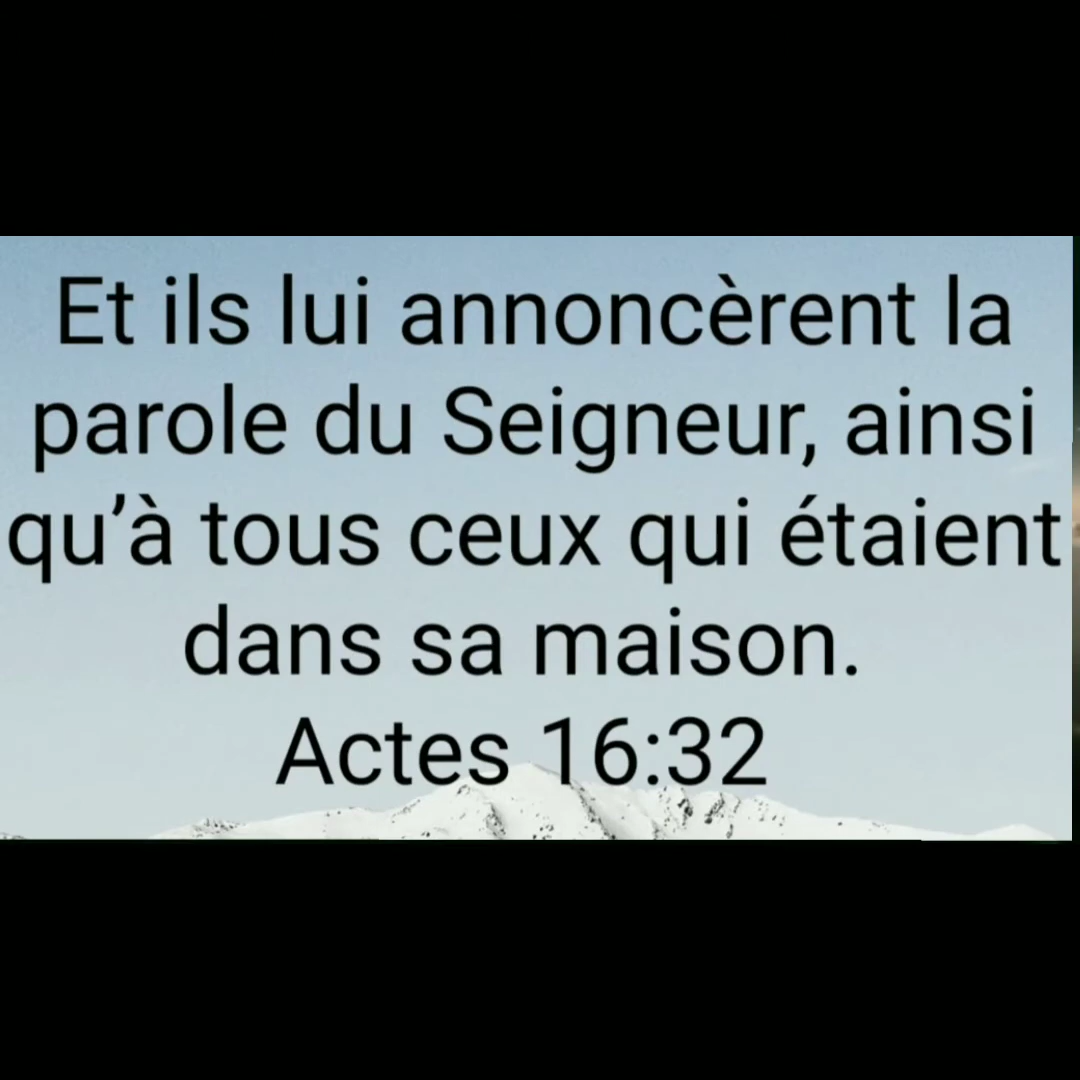 Et ils lui annoncèrent la
parole du Seigneur, ainsi
qu’à tous ceux qui étaient
dans sa maison.
Actes 16:32